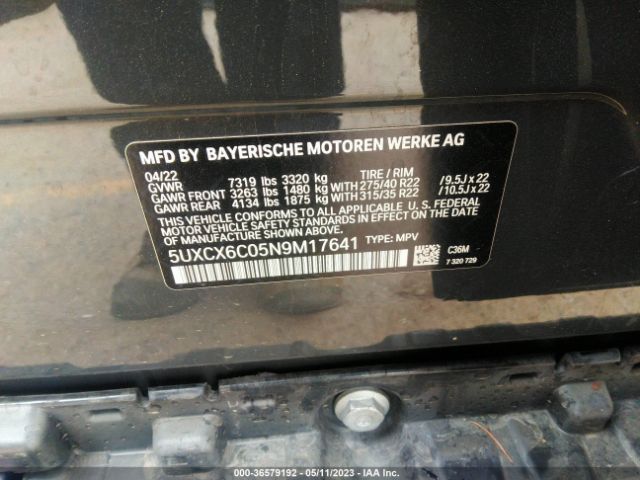 MFD BY BAYERISCHE MOTOREN WERKE AG
04/22 TIRE / RIM
GVWR 7319 lbs 3320 kg
GAWR FRONT 3263 lbs 1480 kg WITH 275/40 R22 /9.5J x 22
GAWR REAR 4134 lbs 1875 kg WITH 315/35 R22 /10.5J x 22
THIS VEHICLE CONFORMS TO ALL APPLICABLE U. S. FEDERAL
MOTOR VEHICLE SAFETY STANDARDS IN EFFECT
ON THE DATE OF MANUFACTURE SHOWN ABOVE.
5UXCX6C05N9M17641 TYPE: MPV
C36M
7 320 729
000-36579192 - 05/11/2023 - IAA Inc.